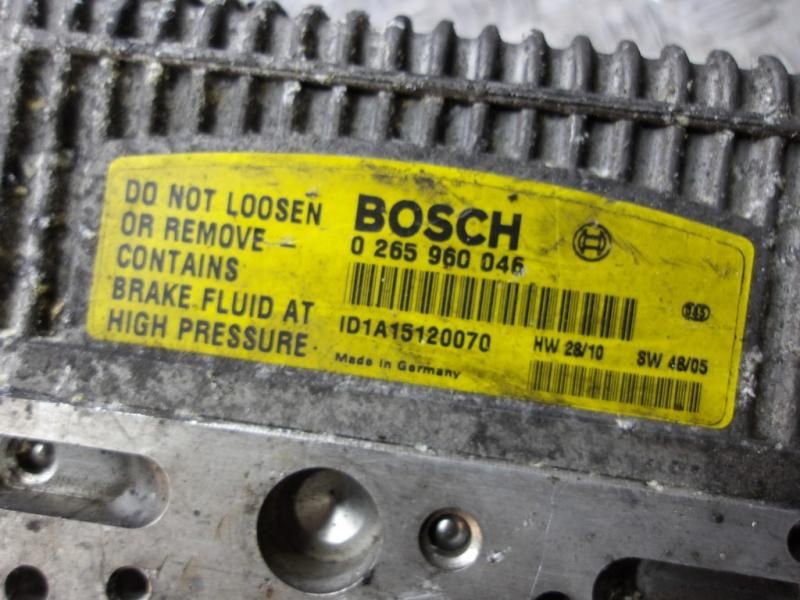 DO NOT LOOSEN
OR REMOVE
CONTAINS
BRAKE FLUID AT
HIGH PRESSURE
BOSCH
0 265 960 046
ID1A15120070
HW 28/10 SW 48/05
Made in Germany